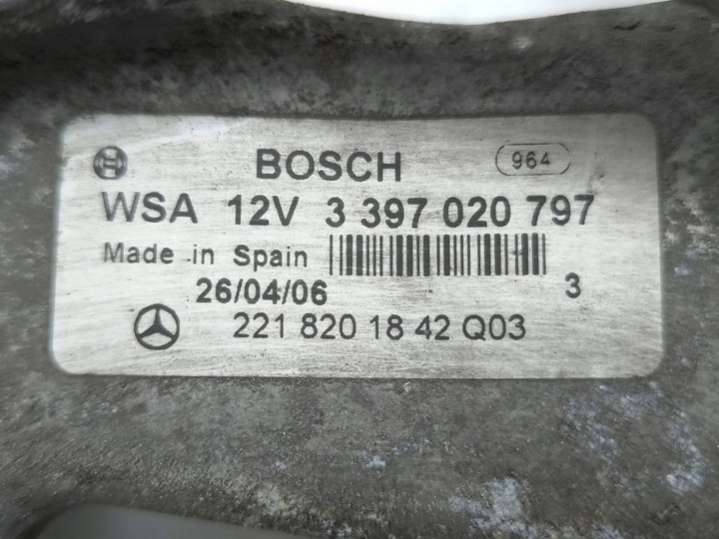 BOSCH 964
WSA 12V 3 397 020 797
Made in Spain
26/04/06 3
221 820 18 42 Q03